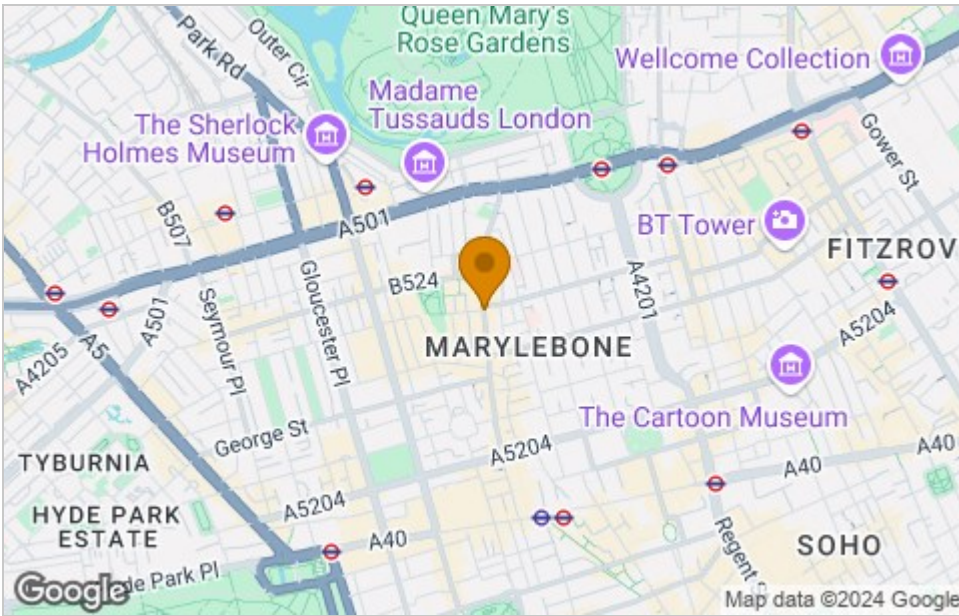 Queen Mary's
Rose Gardens
Outer Cir
Park Rd
Wellcome Collection
Madame
Tussauds London
The Sherlock
Holmes Museum
Gower St
B507
A501
BT Tower
FITZROV
B524
A4201
Gloucester Pl
Seymour Pl
A501
A5
A4205
MARYLEBONE
A5204
The Cartoon Museum
George St
A5204
A40
A40
TYBURNIA
A5204
HYDE PARK
ESTATE
A40
SOHO
de Park Pl
Google
Map data ©2024 Google